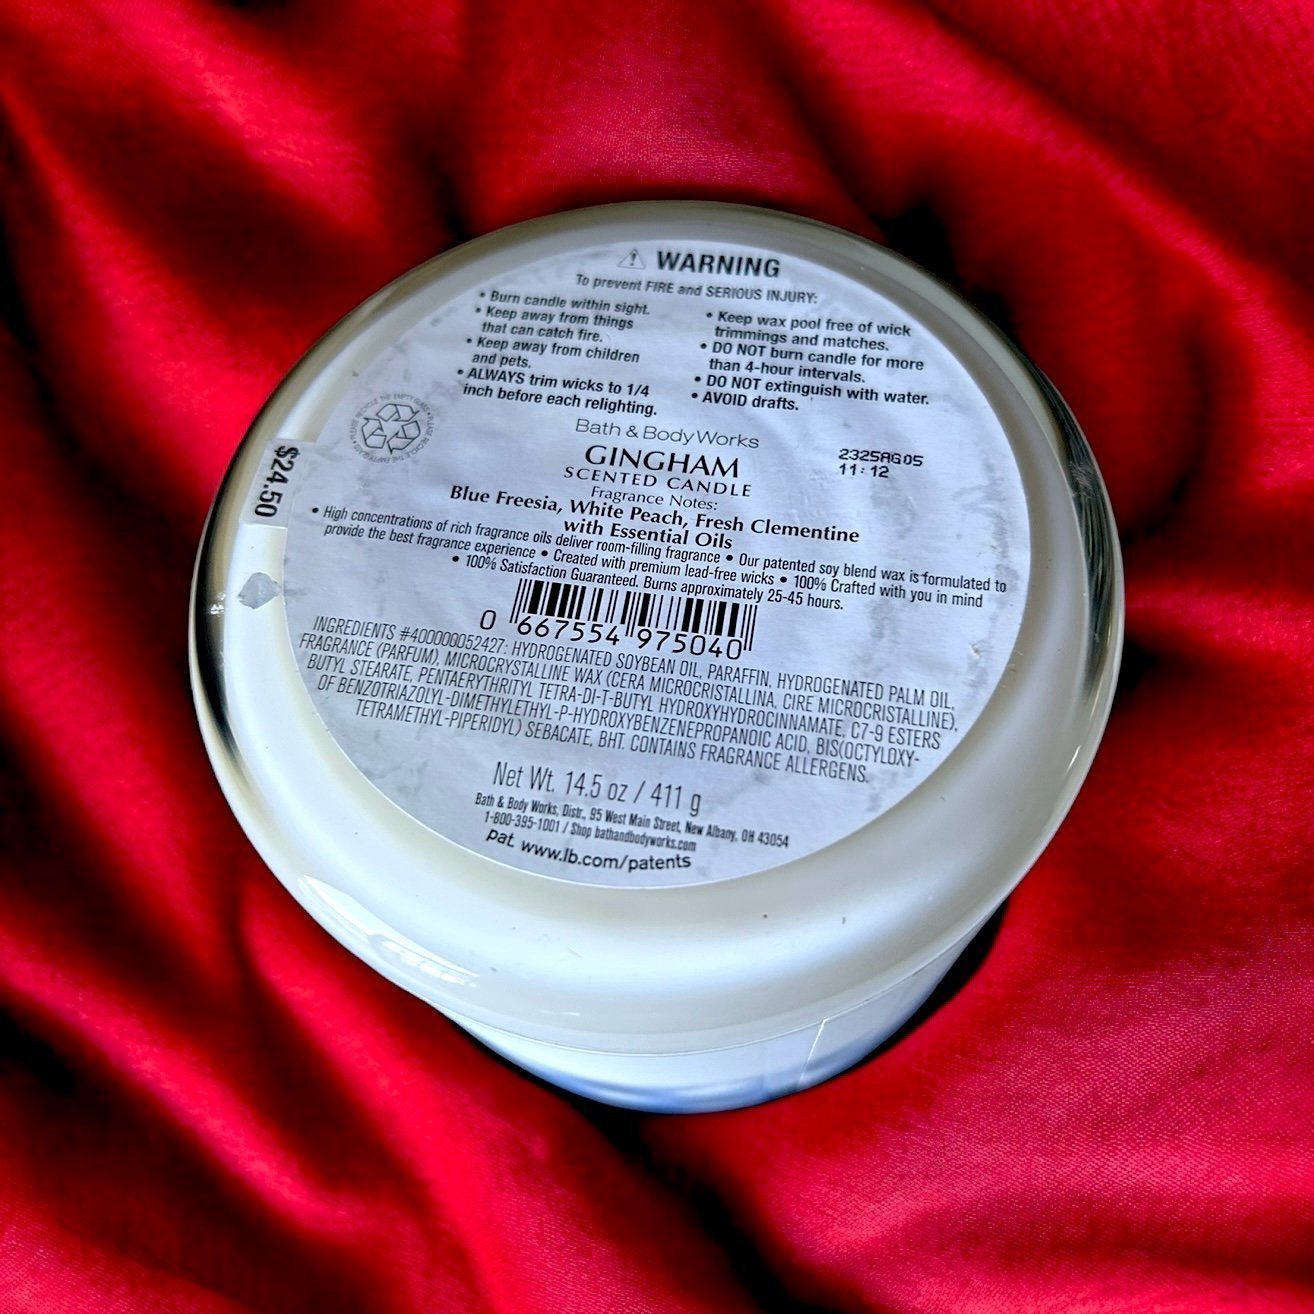 WARNING
To prevent FIRE and SERIOUS INJURY:
• Burn candle within sight.
• Keep away from things
that can catch fire.
• Keep away from children
and pets.
• ALWAYS trim wicks to 1/4
inch before each relighting.
• Keep wax pool free of wick
trimmings and matches.
• DO NOT burn candle for more
than 4-hour intervals.
• DO NOT extinguish with water.
• AVOID drafts.
PLEASE RECYCLE THE EMPTY GLASS • PLEASE RECYCLE THE EMPTY GLASS •
$24.50
Bath & Body Works
2325AG05
11:12
GINGHAM
SCENTED CANDLE
Fragrance Notes:
Blue Freesia, White Peach, Fresh Clementine
with Essential Oils
• High concentrations of rich fragrance oils deliver room-filling fragrance • Our patented soy blend wax is formulated to
provide the best fragrance experience • Created with premium lead-free wicks • 100% Crafted with you in mind
• 100% Satisfaction Guaranteed. Burns approximately 25-45 hours.
0 667554 975040
INGREDIENTS #400000052427: HYDROGENATED SOYBEAN OIL, PARAFFIN, HYDROGENATED PALM OIL,
FRAGRANCE (PARFUM), MICROCRYSTALLINE WAX (CERA MICROCRISTALLINA, CIRE MICROCRISTALLINE),
BUTYL STEARATE, PENTAERYTHRITYL TETRA-DI-T-BUTYL HYDROXYHYDROCINNAMATE, C7-9 ESTERS
OF BENZOTRIAZOLYL-DIMETHYLETHYL-P-HYDROXYBENZENEPROPANOIC ACID, BIS(OCTYLOXY-
TETRAMETHYL-PIPERIDYL) SEBACATE, BHT. CONTAINS FRAGRANCE ALLERGENS.
Net Wt. 14.5 oz / 411 g
Bath & Body Works, Distr., 95 West Main Street, New Albany, OH 43054
1-800-395-1001 / Shop bathandbodyworks.com
pat. www.lb.com/patents